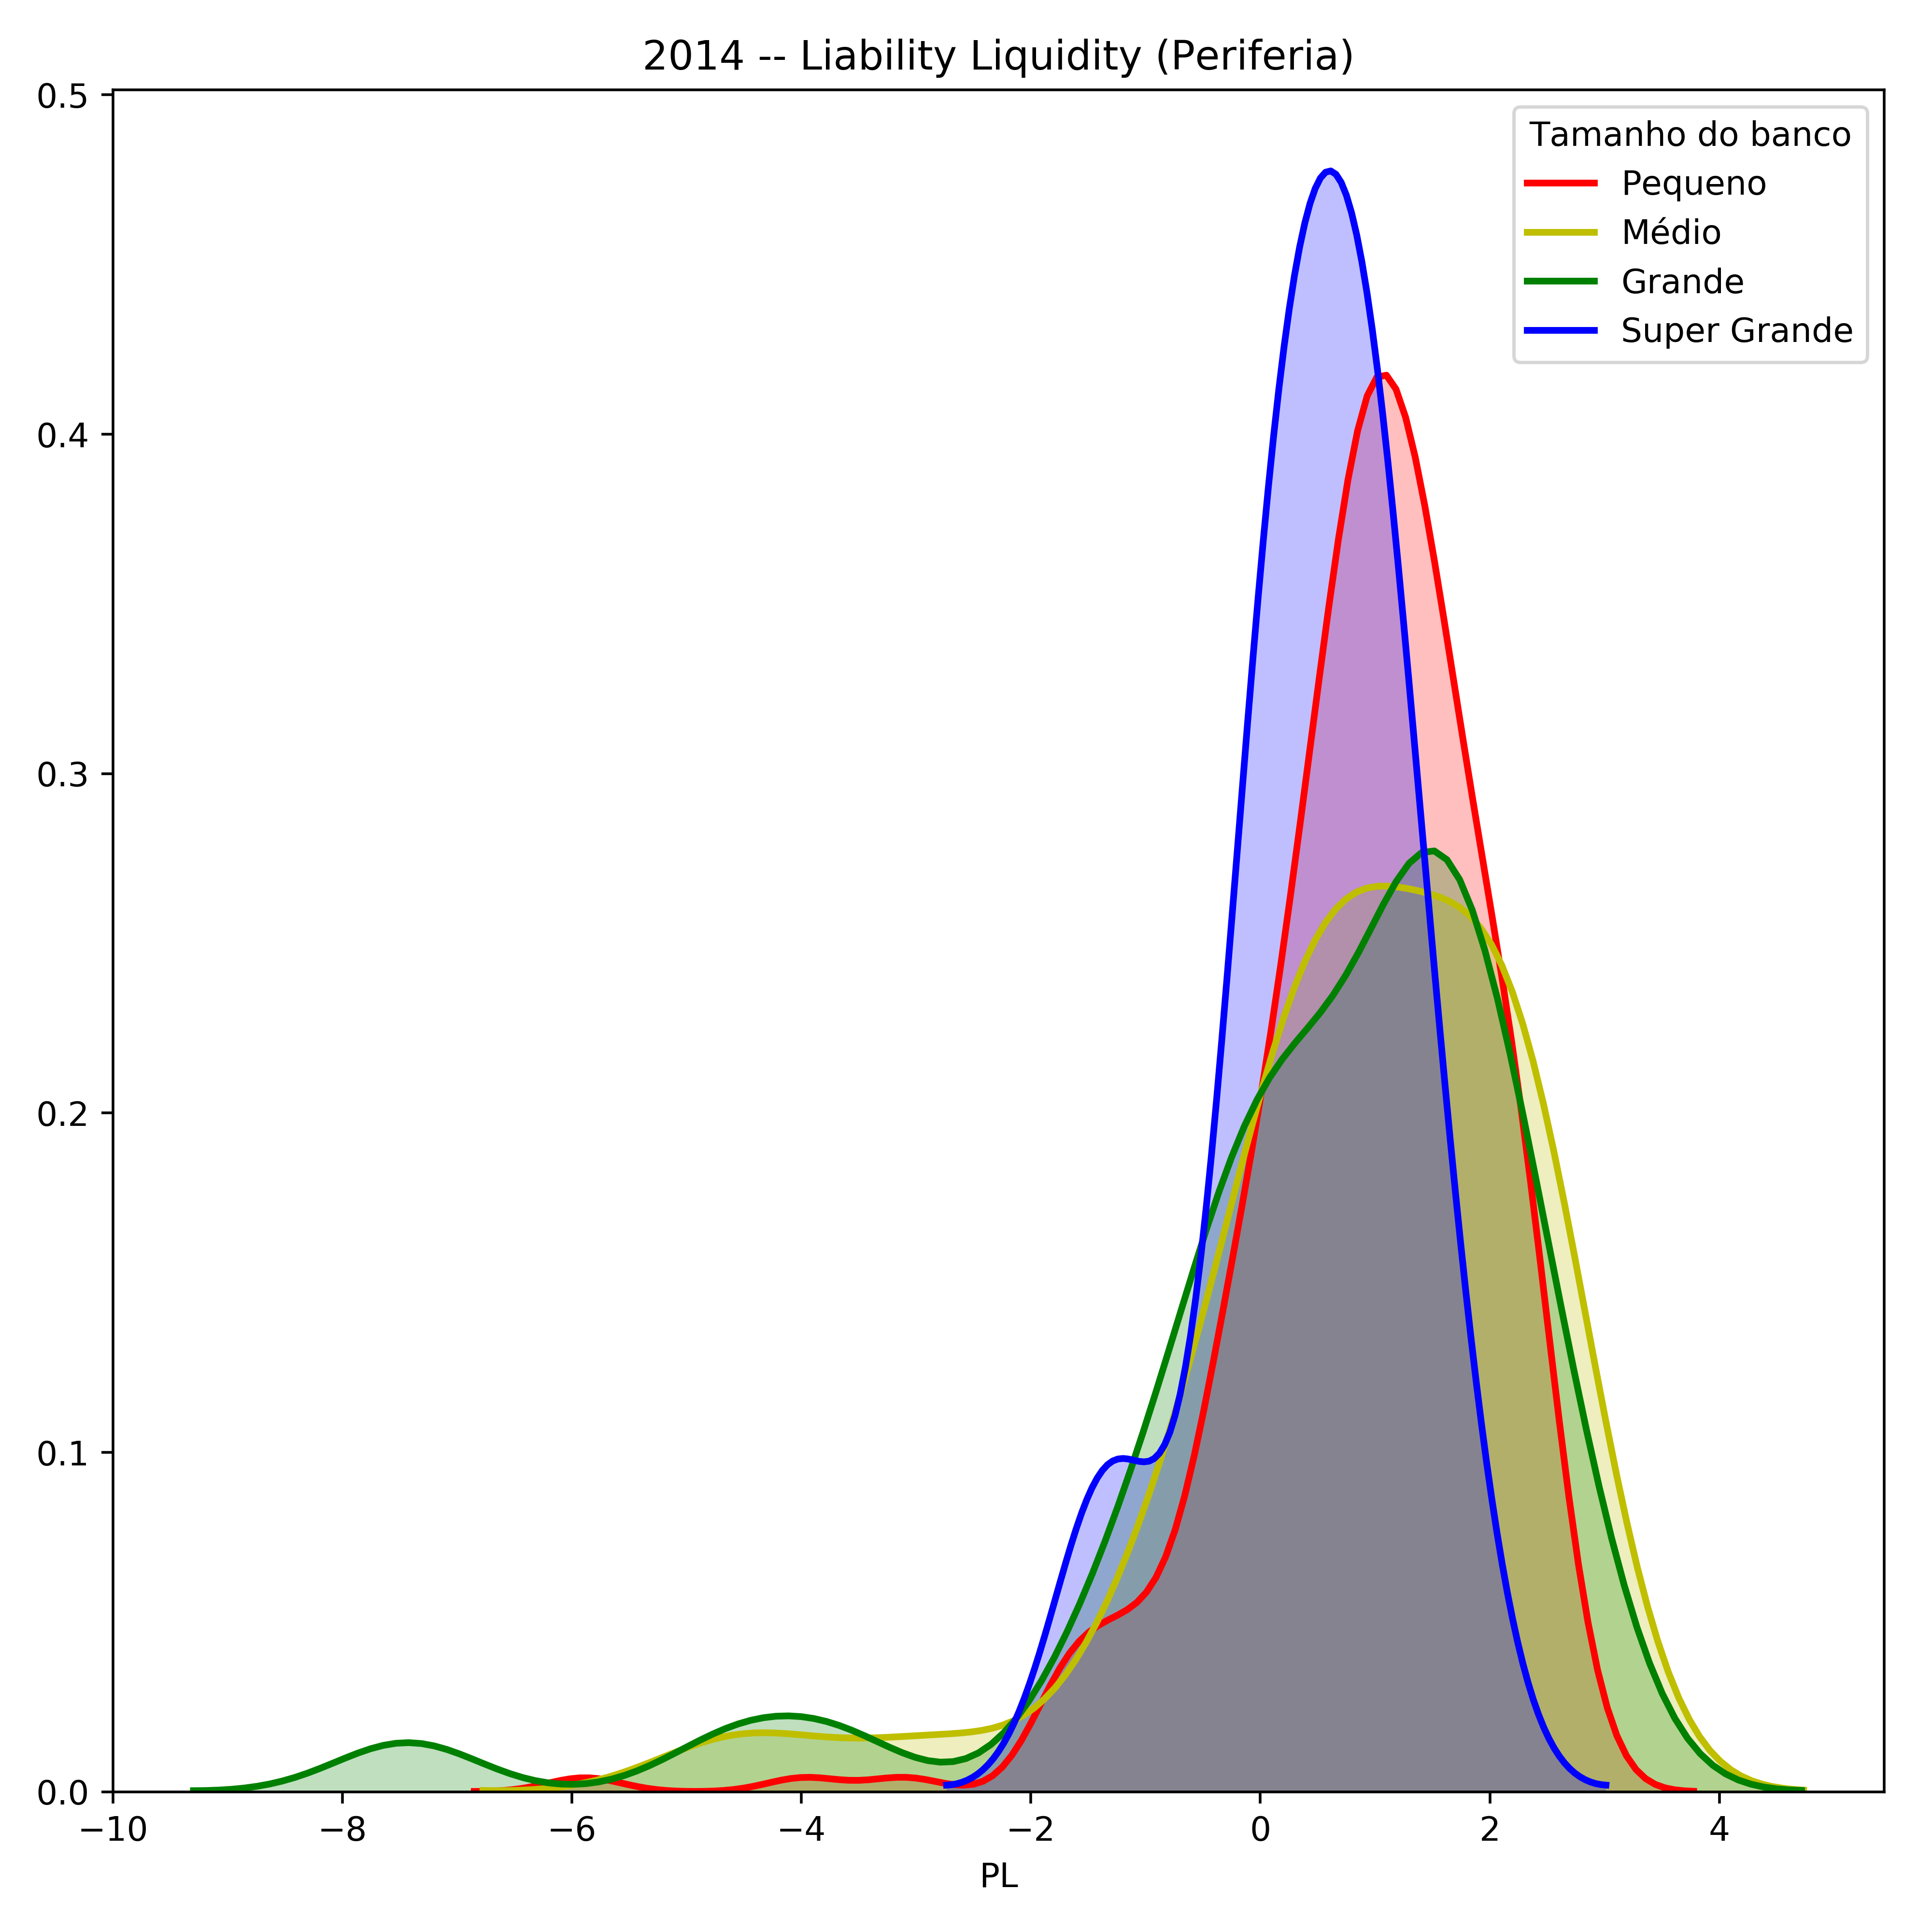 2014 -- Liability Liquidity (Periferia)
Tamanho do banco
Pequeno
Médio
Grande
Super Grande
0.5
0.4
0.3
0.2
0.1
0.0
−10 −8 −6 −4 −2 0 2 4
PL